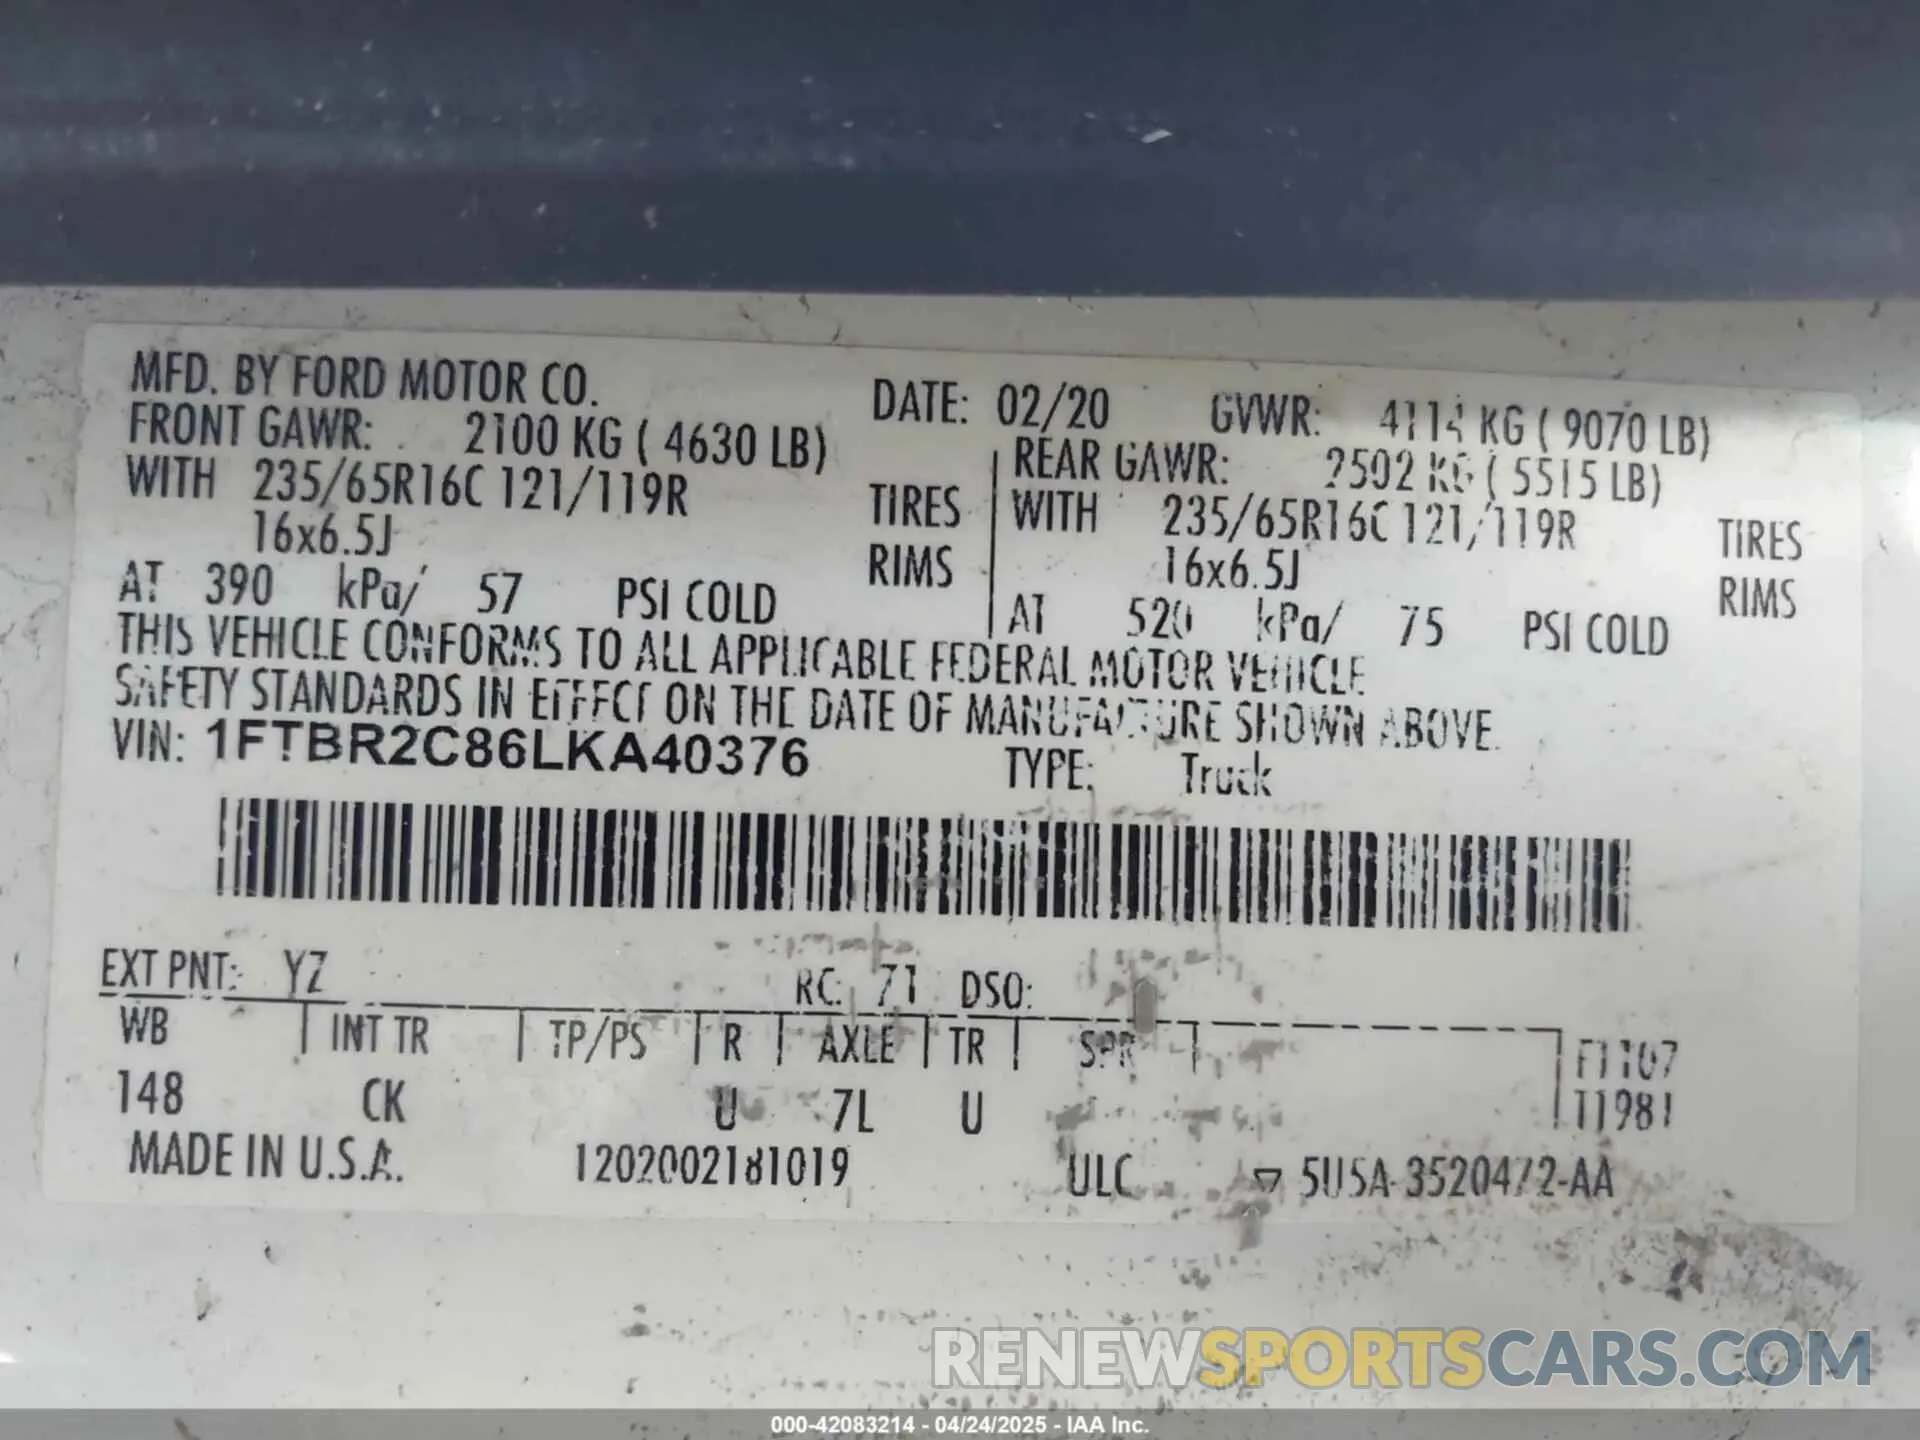 MFD. BY FORD MOTOR CO. DATE: 02/20 GVWR: 4114 KG ( 9070 LB)
FRONT GAWR: 2100 KG ( 4630 LB) REAR GAWR: 2502 KG ( 5515 LB)
WITH 235/65R16C 121/119R TIRES WITH 235/65R16C 121/119R TIRES
16x6.5J RIMS 16x6.5J RIMS
AT 390 kPa/ 57 PSI COLD AT 520 kPa/ 75 PSI COLD
THIS VEHICLE CONFORMS TO ALL APPLICABLE FEDERAL MOTOR VEHICLE
SAFETY STANDARDS IN EFFECT ON THE DATE OF MANUFACTURE SHOWN ABOVE.
VIN: 1FTBR2C86LKA40376 TYPE: Truck
EXT PNT: YZ RC: 71 DSO:
WB INT TR TP/PS R AXLE TR SPR F1107
148 CK U 7L U T1981
MADE IN U.S.A. 1202002181019 ULC 5U5A-3520472-AA
RENEWSPORTSCARS.COM
000-42083214 - 04/24/2025 - IAA Inc.